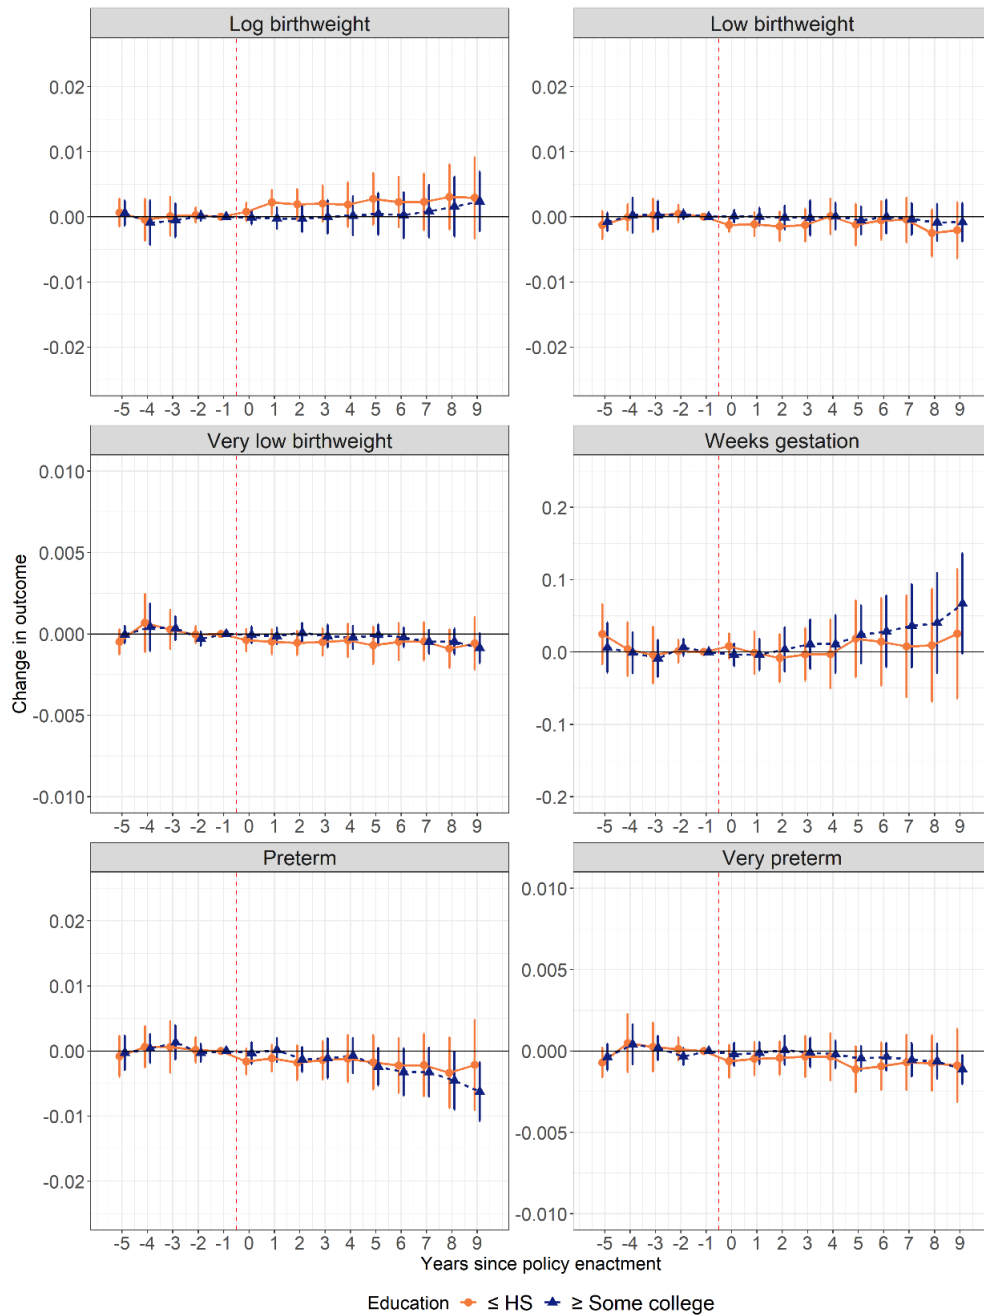 Log birthweight
Low birthweight
0.02
0.01
0.00
-0.01
-0.02
0.02
0.01
0.00
-0.01
-0.02
-5 -4 -3 -2 -1 0 1 2 3 4 5 6 7 8 9
-5 -4 -3 -2 -1 0 1 2 3 4 5 6 7 8 9
Very low birthweight
Weeks gestation
0.010
0.005
0.000
-0.005
-0.010
0.2
0.1
0.0
-0.1
-0.2
-5 -4 -3 -2 -1 0 1 2 3 4 5 6 7 8 9
-5 -4 -3 -2 -1 0 1 2 3 4 5 6 7 8 9
Change in outcome
Preterm
Very preterm
0.02
0.01
0.00
-0.01
-0.02
0.010
0.005
0.000
-0.005
-0.010
-5 -4 -3 -2 -1 0 1 2 3 4 5 6 7 8 9
-5 -4 -3 -2 -1 0 1 2 3 4 5 6 7 8 9
Years since policy enactment
Education ≤ HS ≥ Some college